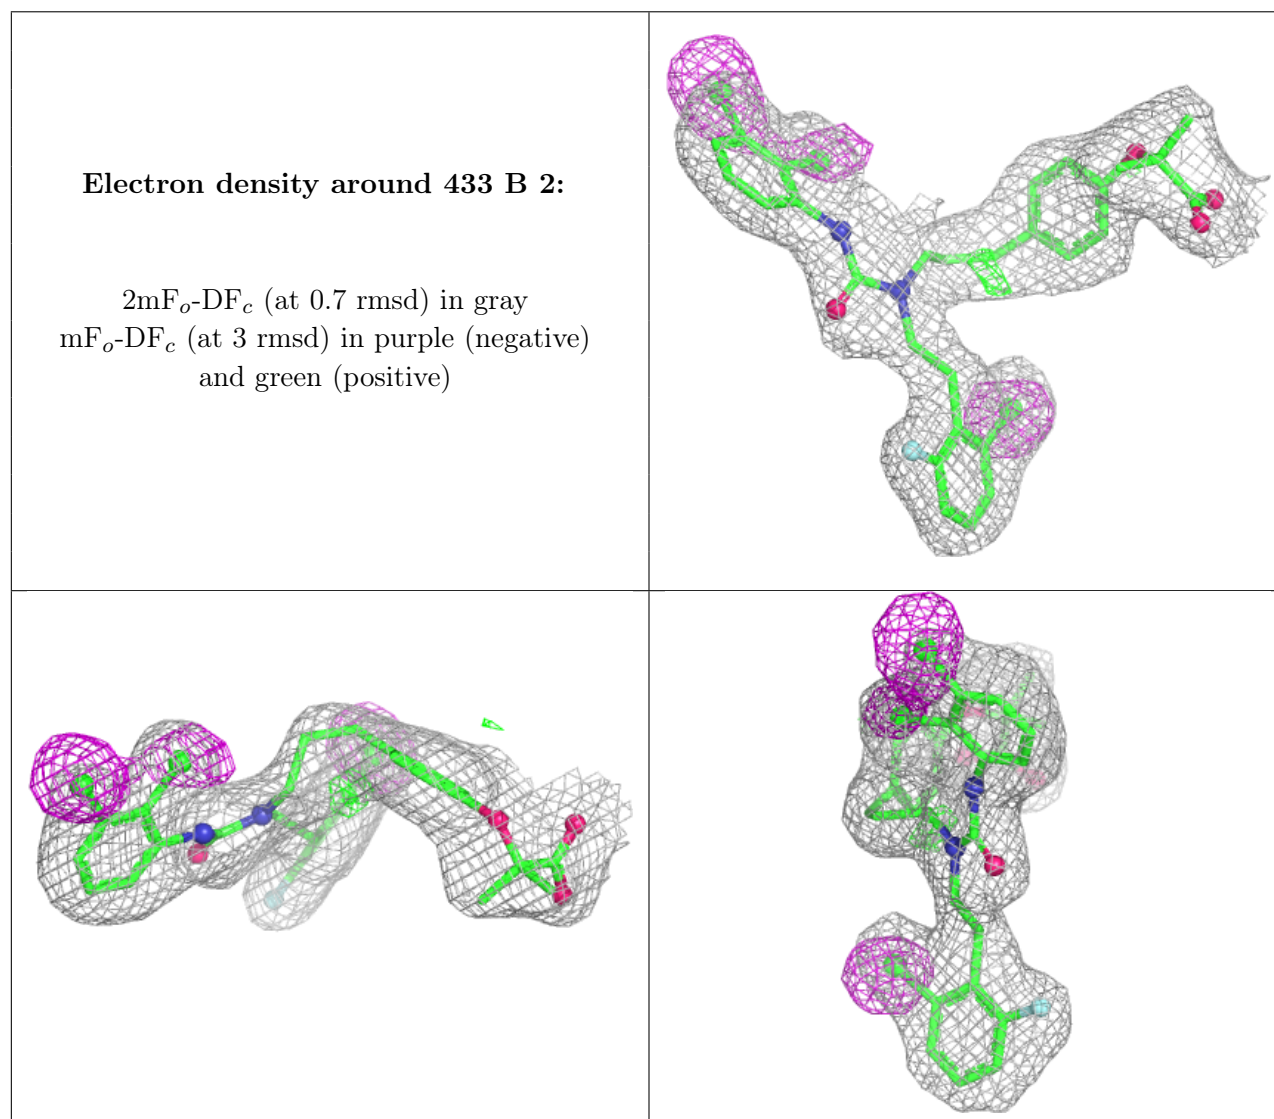 Electron density around 433 B 2:
2mFo-DFc (at 0.7 rmsd) in gray
mFo-DFc (at 3 rmsd) in purple (negative)
and green (positive)